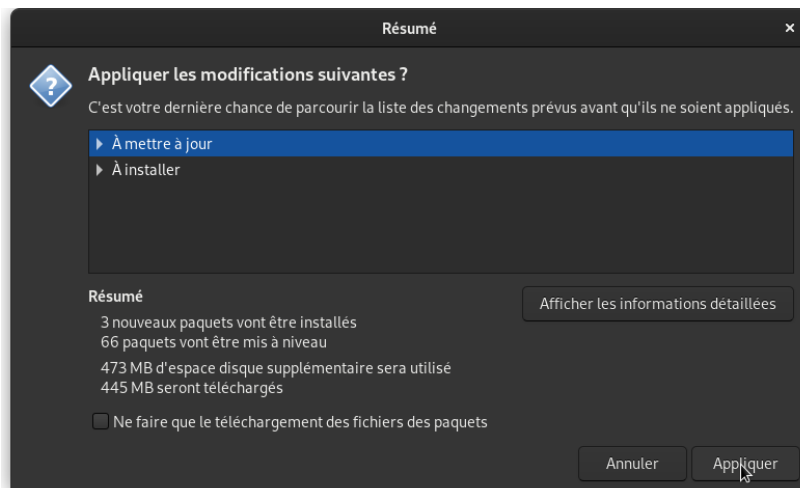 Résumé
Appliquer les modifications suivantes ?
C'est votre dernière chance de parcourir la liste des changements prévus avant qu'ils ne soient appliqués.
À mettre à jour
À installer
Résumé
Afficher les informations détaillées
3 nouveaux paquets vont être installés
66 paquets vont être mis à niveau
473 MB d'espace disque supplémentaire sera utilisé
445 MB seront téléchargés
Ne faire que le téléchargement des fichiers des paquets
Annuler
Appliquer